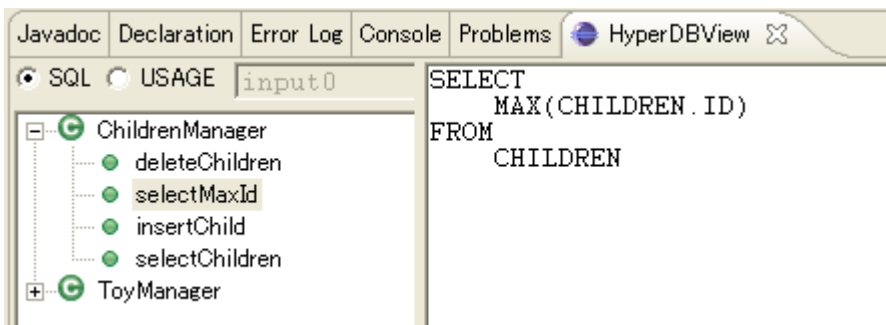 Javadoc Declaration Error Log Console Problems HyperDBView
SQL USAGE input0
ChildrenManager
deleteChildren
selectMaxId
insertChild
selectChildren
ToyManager
SELECT
MAX(CHILDREN.ID)
FROM
CHILDREN